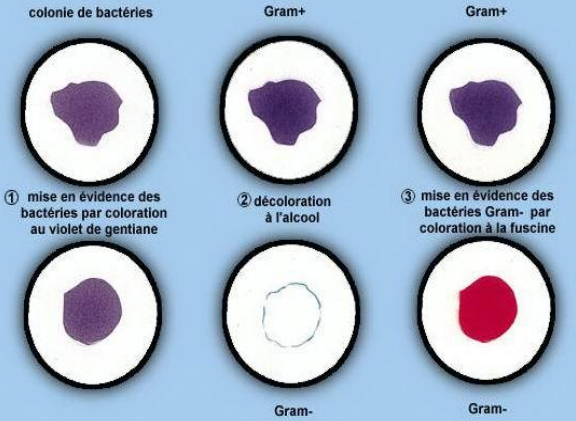 colonie de bactéries
Gram+
Gram+
① mise en évidence des
bactéries par coloration
au violet de gentiane
② décoloration
à l'alcool
③ mise en évidence des
bactéries Gram- par
coloration à la fuscine
Gram-
Gram-